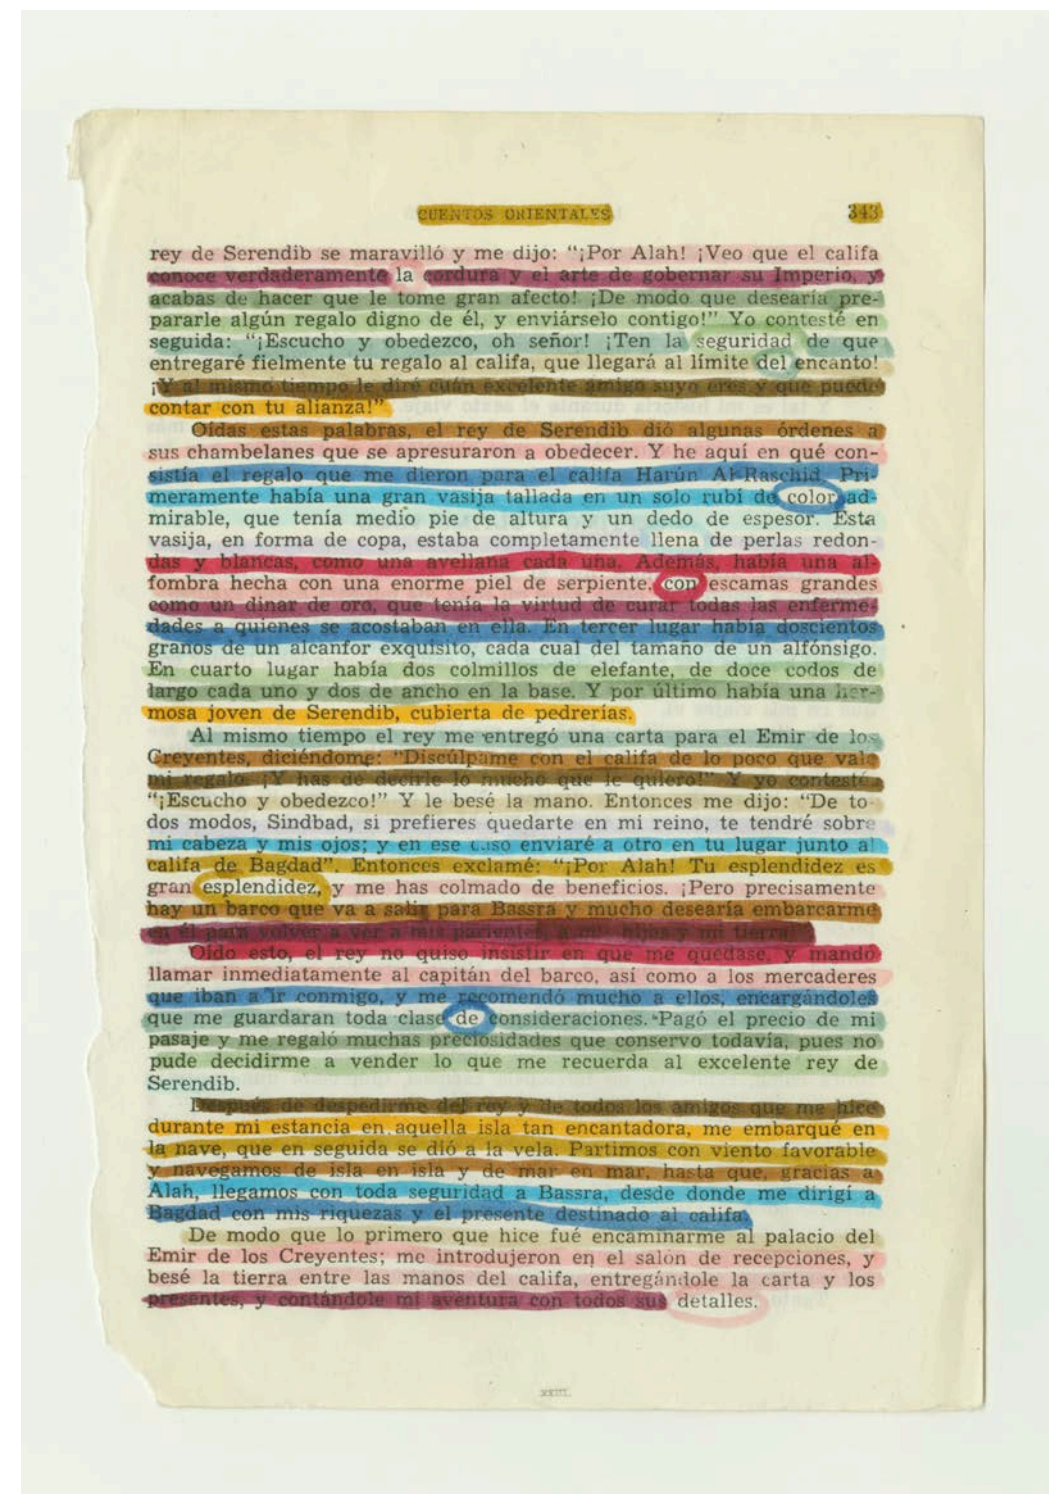 CUENTOS ORIENTALES 343
rey de Serendib se maravilló y me dijo: “¡Por Alah! ¡Veo que el califa
conoce verdaderamente la cordura y el arte de gobernar su Imperio, y
acabas de hacer que le tome gran afecto! ¡De modo que desearía pre-
pararle algún regalo digno de él, y enviárselo contigo!” Yo contesté en
seguida: “¡Escucho y obedezco, oh señor! ¡Ten la seguridad de que
entregaré fielmente tu regalo al califa, que llegará al límite del encanto!
¡Y al mismo tiempo le diré cuán excelente amigo suyo eres y que puede
contar con tu alianza!”
Oídas estas palabras, el rey de Serendib dió algunas órdenes a
sus chambelanes que se apresuraron a obedecer. Y he aquí en qué con-
sistía el regalo que me dieron para el califa Harún Al-Raschid. Pri-
meramente había una gran vasija tallada en un solo rubí de color ad-
mirable, que tenía medio pie de altura y un dedo de espesor. Esta
vasija, en forma de copa, estaba completamente llena de perlas redon-
das y blancas, como una avellana cada una. Además, había una al-
fombra hecha con una enorme piel de serpiente, con escamas grandes
como un dinar de oro, que tenía la virtud de curar todas las enferme-
dades a quienes se acostaban en ella. En tercer lugar había doscientos
granos de un alcanfor exquisito, cada cual del tamaño de un alfónsigo.
En cuarto lugar había dos colmillos de elefante, de doce codos de
largo cada uno y dos de ancho en la base. Y por último había una her-
mosa joven de Serendib, cubierta de pedrerías.
Al mismo tiempo el rey me entregó una carta para el Emir de los
Creyentes, diciéndome: “Discúlpame con el califa de lo poco que vale
mi regalo. ¡Y has de decirle lo mucho que le quiero!” Y yo contesté:
“¡Escucho y obedezco!” Y le besé la mano. Entonces me dijo: “De to-
dos modos, Sindbad, si prefieres quedarte en mi reino, te tendré sobre
mi cabeza y mis ojos; y en ese caso enviaré a otro en tu lugar junto al
califa de Bagdad”. Entonces exclamé: “¡Por Alah! Tu esplendidez es
gran esplendidez, y me has colmado de beneficios. ¡Pero precisamente
hay un barco que va a salir para Bassra y mucho desearía embarcarme
en él para volver a ver a mis parientes, a mis hijos y mi tierra!”
Oído esto, el rey no quiso insistir en que me quedase, y mandó
llamar inmediatamente al capitán del barco, así como a los mercaderes
que iban a ir conmigo, y me recomendó mucho a ellos, encargándoles
que me guardaran toda clase de consideraciones. Pagó el precio de mi
pasaje y me regaló muchas preciosidades que conservo todavía, pues no
pude decidirme a vender lo que me recuerda al excelente rey de
Serendib.
Después de despedirme del rey y de todos los amigos que me hice
durante mi estancia en aquella isla tan encantadora, me embarqué en
la nave, que en seguida se dió a la vela. Partimos con viento favorable
y navegamos de isla en isla y de mar en mar, hasta que, gracias a
Alah, llegamos con toda seguridad a Bassra, desde donde me dirigí a
Bagdad con mis riquezas y el presente destinado al califa.
De modo que lo primero que hice fué encaminarme al palacio del
Emir de los Creyentes; me introdujeron en el salón de recepciones, y
besé la tierra entre las manos del califa, entregándole la carta y los
presentes, y contándole mi aventura con todos sus detalles.
XXIII.